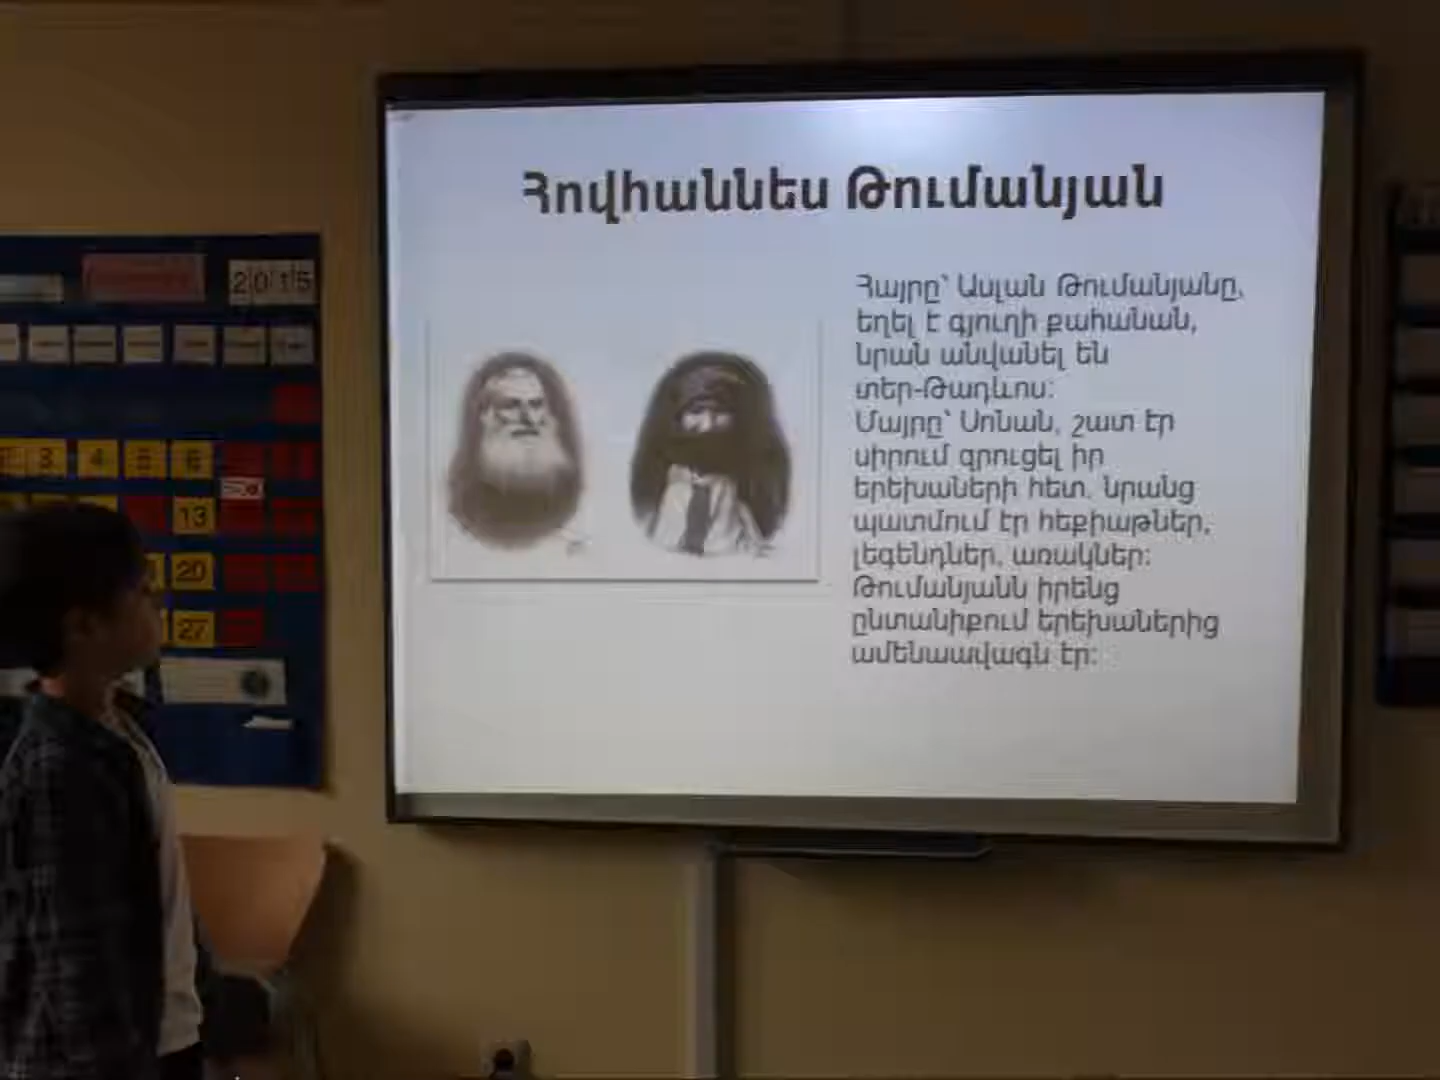 Հովհաննես Թումանյան
Հայրը՝ Ասլան Թումանյանը,
եղել է գյուղի քահանան,
նրան անվանել են
տեր-Թադևոս:
Մայրը՝ Սոնան, շատ էր
սիրում զրուցել իր
երեխաների հետ. նրանց
պատմում էր հեքիաթներ,
լեգենդներ, առակներ:
Թումանյանն իրենց
ընտանիքում երեխաներից
ամենաավագն էր:
2015
3 4 5 6
13
20
27